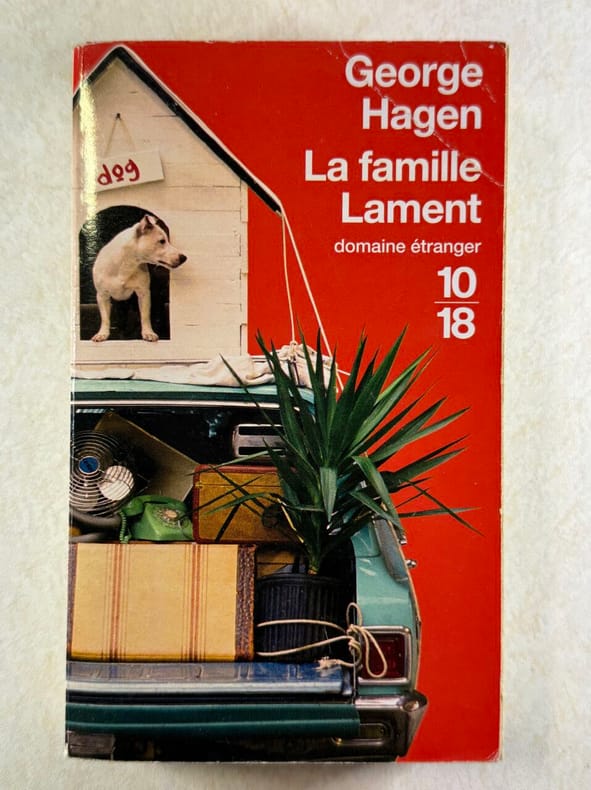 George
Hagen
La famille
Lament
domaine étranger
10
18
dog